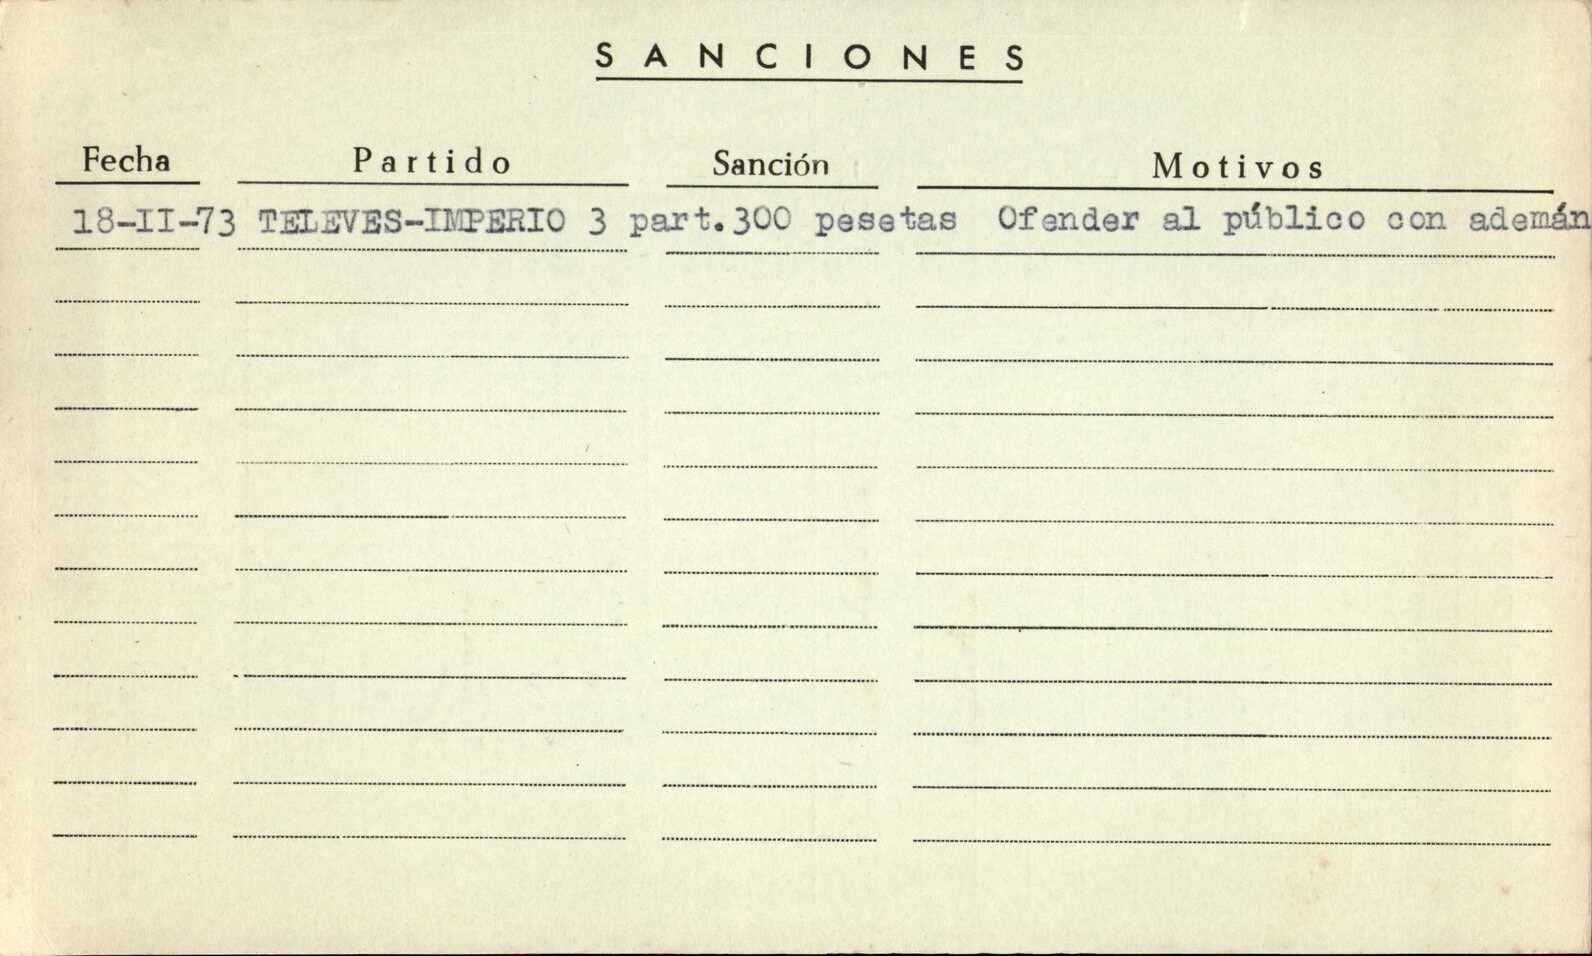 SANCIONES
Fecha Partido Sanción Motivos
18-II-73 TELEVES-IMPERIO 3 part. 300 pesetas Ofender al público con ademán